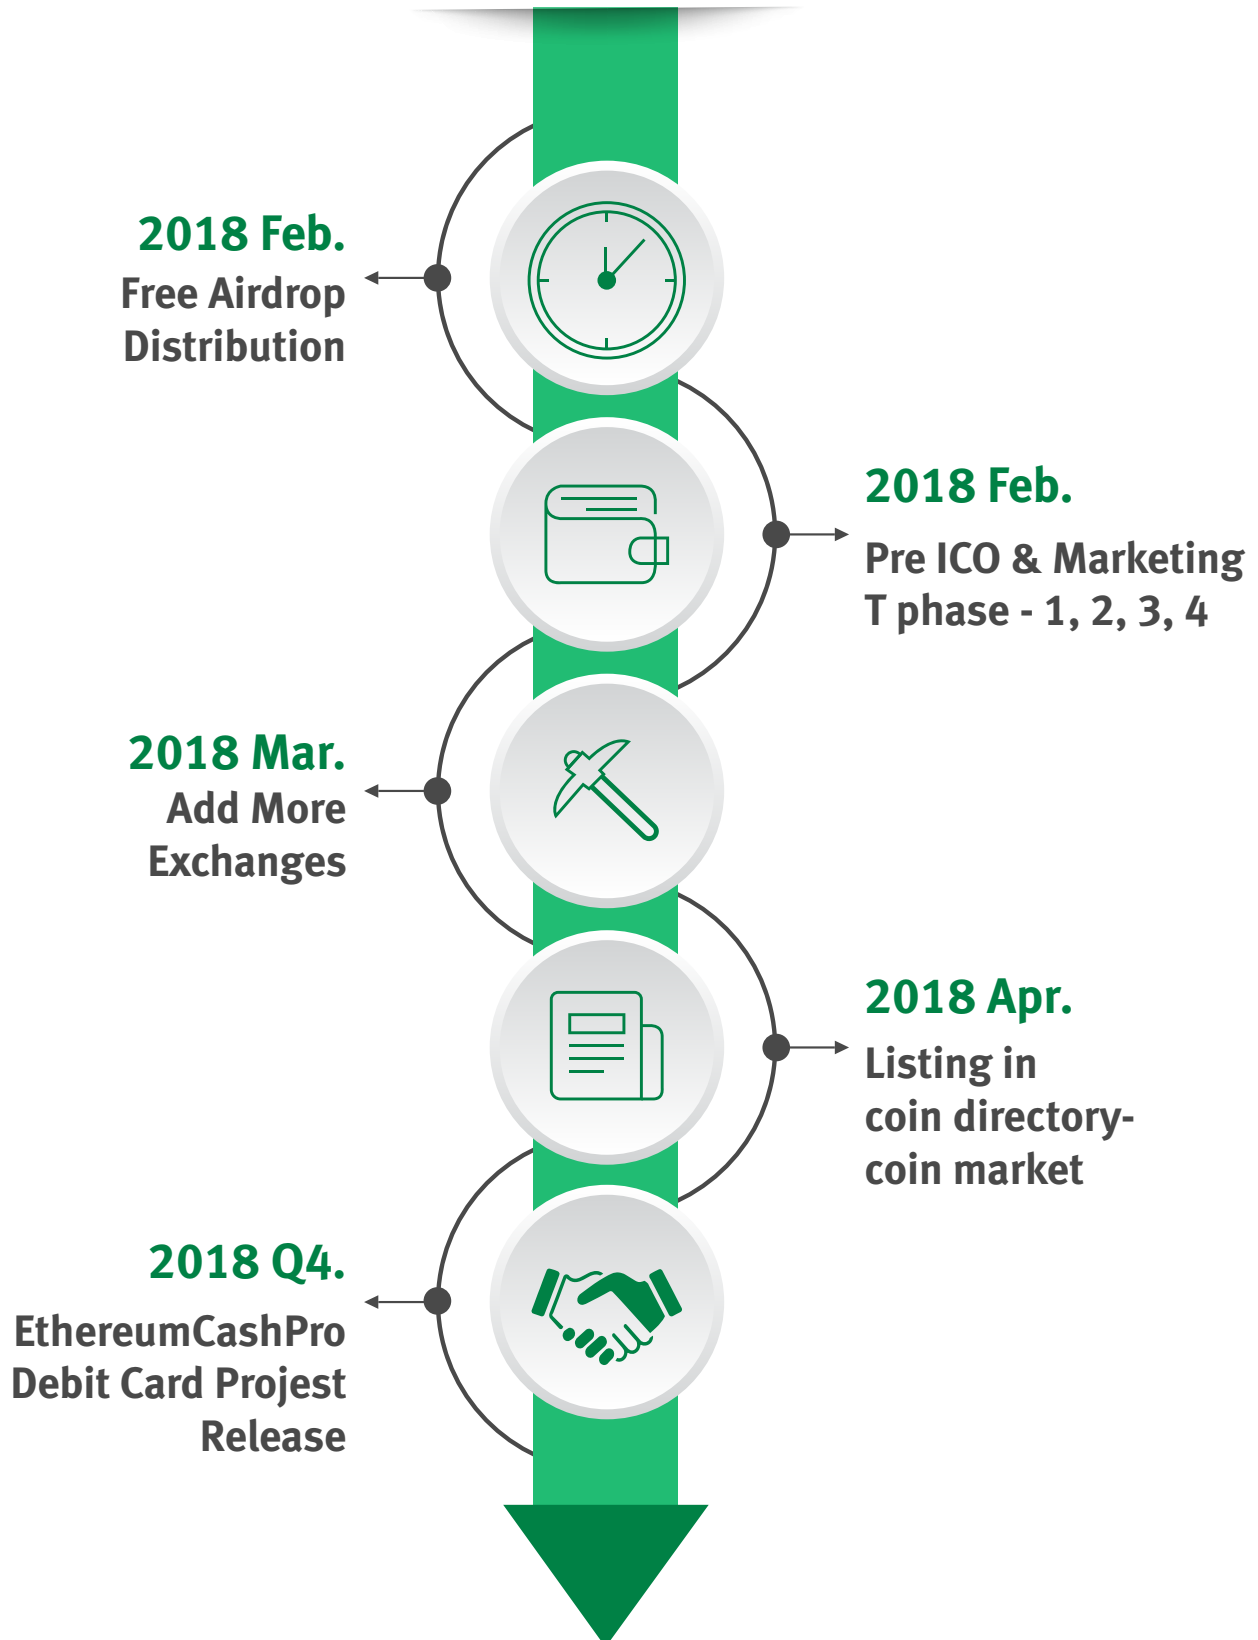 2018 Feb.
Free Airdrop
Distribution
2018 Feb.
Pre ICO & Marketing
T phase - 1, 2, 3, 4
2018 Mar.
Add More
Exchanges
2018 Apr.
Listing in
coin directory-
coin market
2018 Q4.
EthereumCashPro
Debit Card Projest
Release